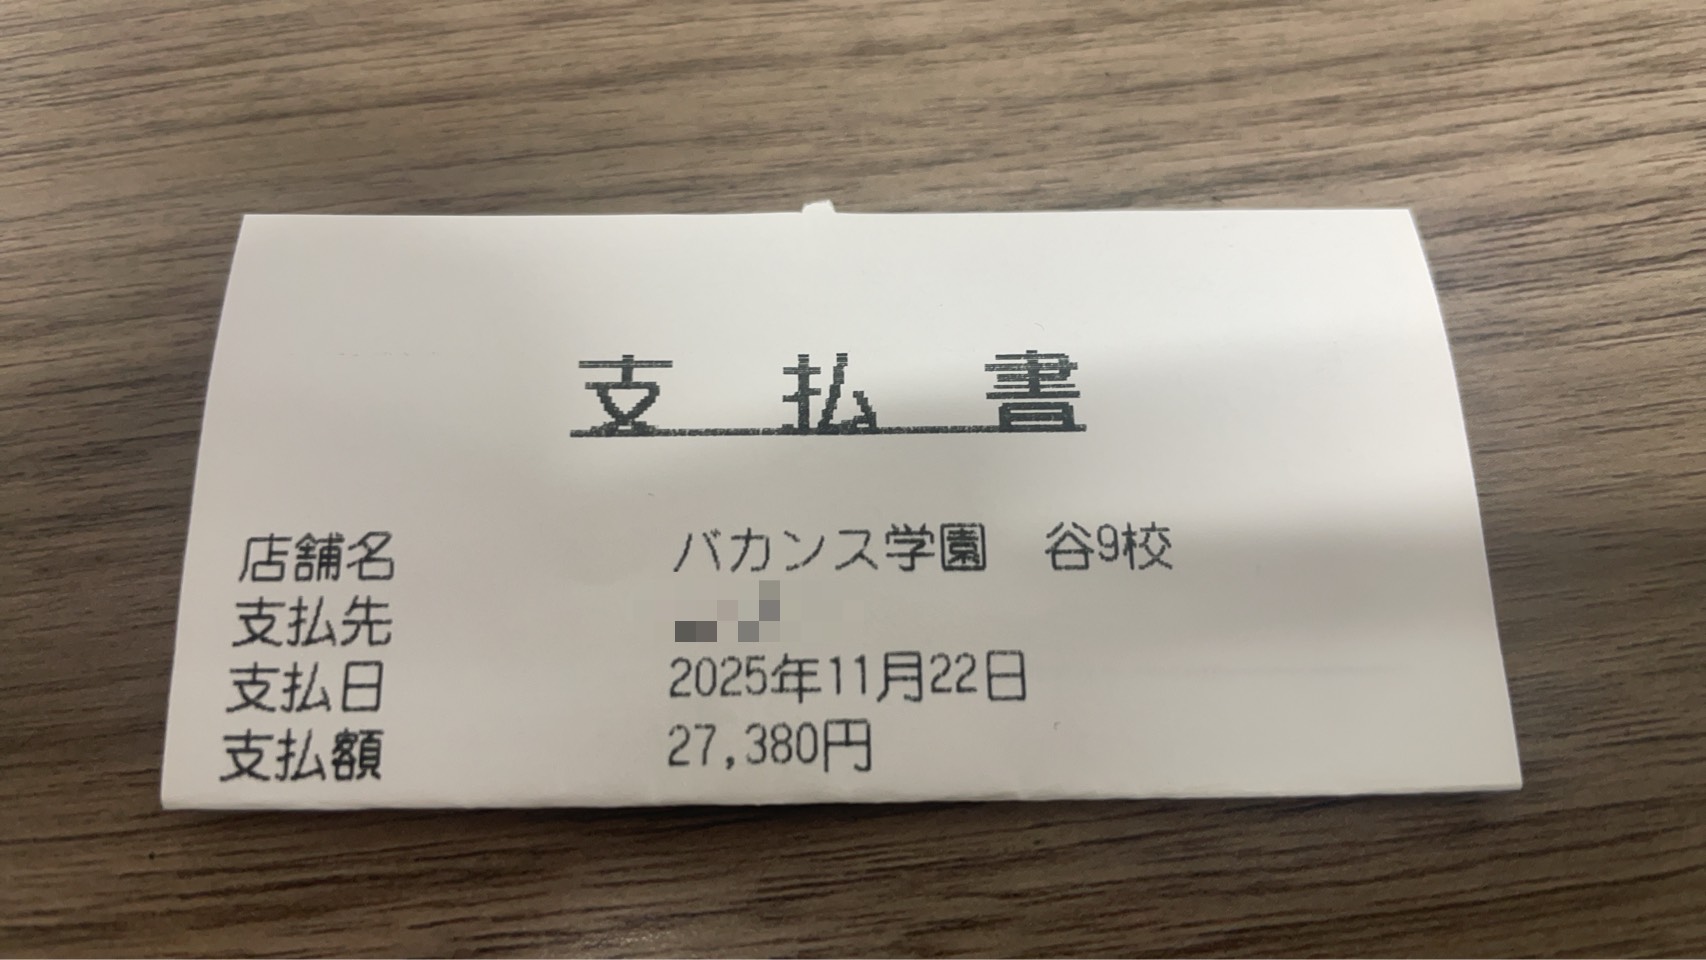 支 払 書
店舗名 バカンス学園 谷9校
支払先
支払日 2025年11月22日
支払額 27,380円